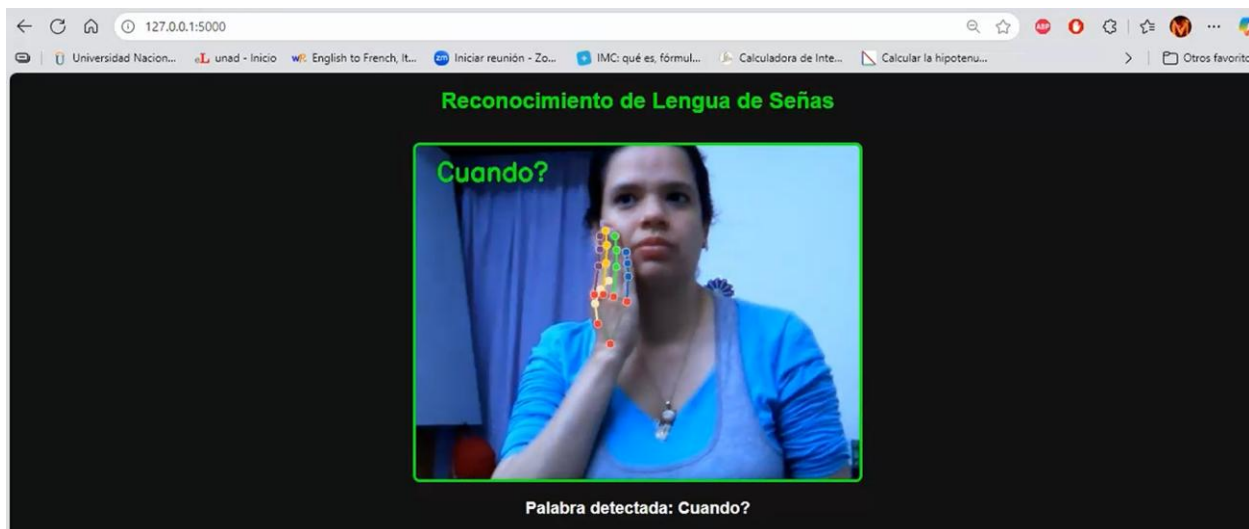 127.0.0.1:5000
Universidad Nacion... unad - Inicio English to French, It... Iniciar reunión - Zo... IMC: qué es, fórmul... Calculadora de Inte... Calcular la hipotenu... Otros favorito
Reconocimiento de Lengua de Señas
Cuando?
Palabra detectada: Cuando?